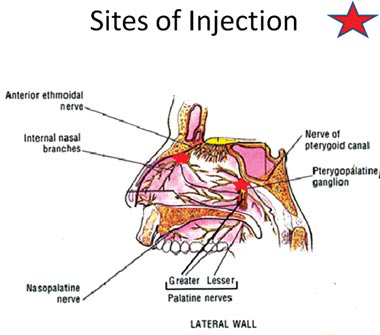 Sites of Injection
Anterior ethmoidal
nerve
Internal nasal
branches
Nerve of
pterygoid canal
Pterygopalatine
ganglion
Nasopalatine
nerve
Greater Lesser
Palatine nerves
LATERAL WALL